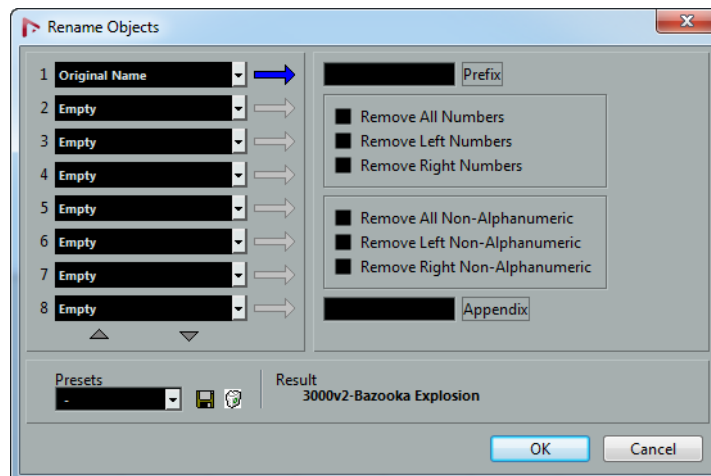 Rename Objects
1 Original Name
2 Empty
3 Empty
4 Empty
5 Empty
6 Empty
7 Empty
8 Empty
Prefix
Remove All Numbers
Remove Left Numbers
Remove Right Numbers
Remove All Non-Alphanumeric
Remove Left Non-Alphanumeric
Remove Right Non-Alphanumeric
Appendix
Presets
-
Result
3000v2-Bazooka Explosion
OK
Cancel